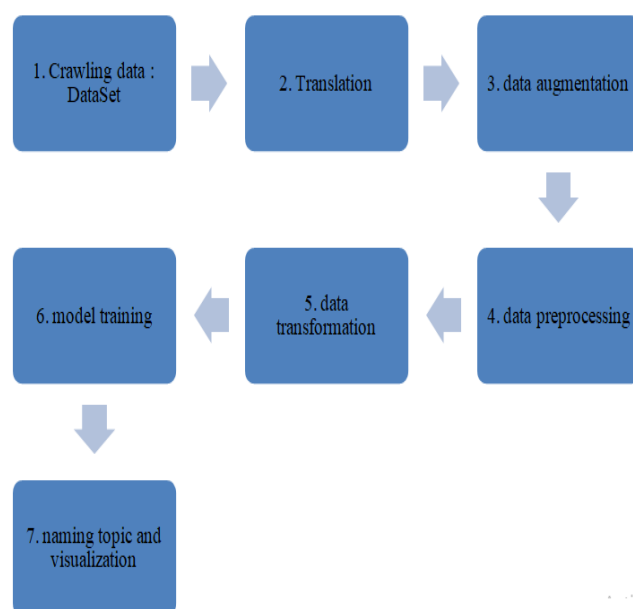 1. Crawling data :
DataSet
2. Translation
3. data augmentation
4. data preprocessing
5. data
transformation
6. model training
7. naming topic and
visualization